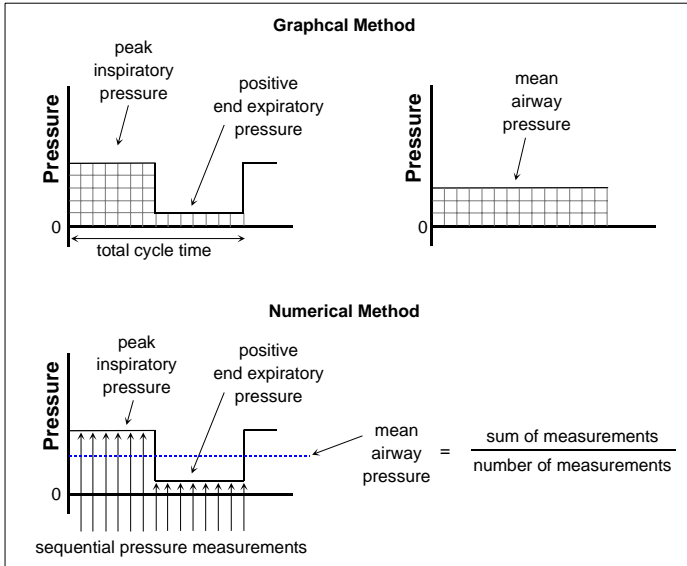 Graphcal Method
peak
inspiratory
pressure
positive
end expiratory
pressure
Pressure
0
total cycle time
mean
airway
pressure
Pressure
0
Numerical Method
peak
inspiratory
pressure
positive
end expiratory
pressure
Pressure
0
sequential pressure measurements
mean
airway
pressure
=
sum of measurements
number of measurements